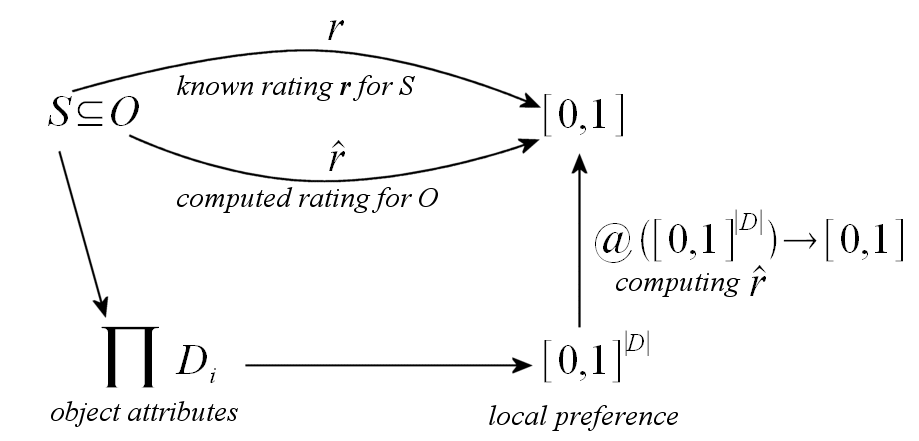 r
known rating r for S
S⊆O
[0,1]
r̂
computed rating for O
@([0,1]^|D|)→[0,1]
computing r̂
∏ D_i
[0,1]^|D|
object attributes
local preference